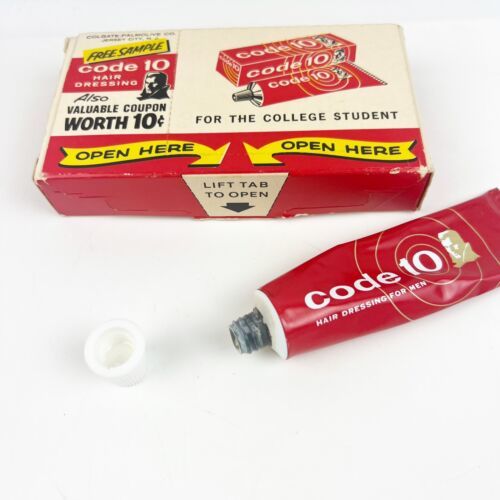 COLGATE-PALMOLIVE CO.
JERSEY CITY, N.J.
FREE SAMPLE
code 10
HAIR
DRESSING
Also
VALUABLE COUPON
WORTH 10¢
code 10
code 10
code 10
FOR THE COLLEGE STUDENT
OPEN HERE
OPEN HERE
LIFT TAB
TO OPEN
code 10
HAIR DRESSING FOR MEN